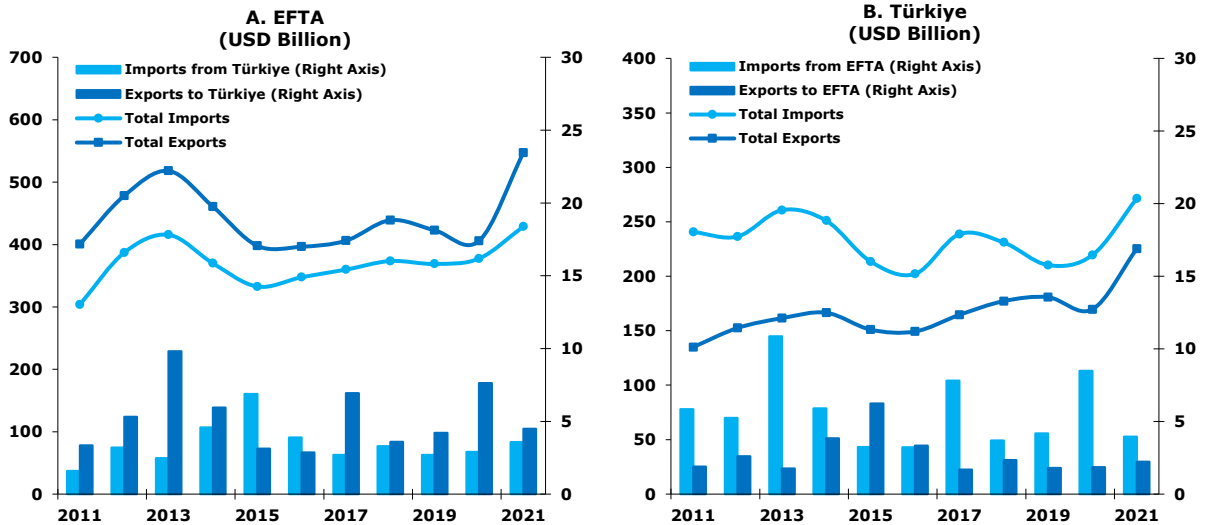 A. EFTA
(USD Billion)
700
600
500
400
300
200
100
0
30
25
20
15
10
5
0
Imports from Türkiye (Right Axis)
Exports to Türkiye (Right Axis)
Total Imports
Total Exports
2011 2013 2015 2017 2019 2021
B. Türkiye
(USD Billion)
400
350
300
250
200
150
100
50
0
30
25
20
15
10
5
0
Imports from EFTA (Right Axis)
Exports to EFTA (Right Axis)
Total Imports
Total Exports
2011 2013 2015 2017 2019 2021